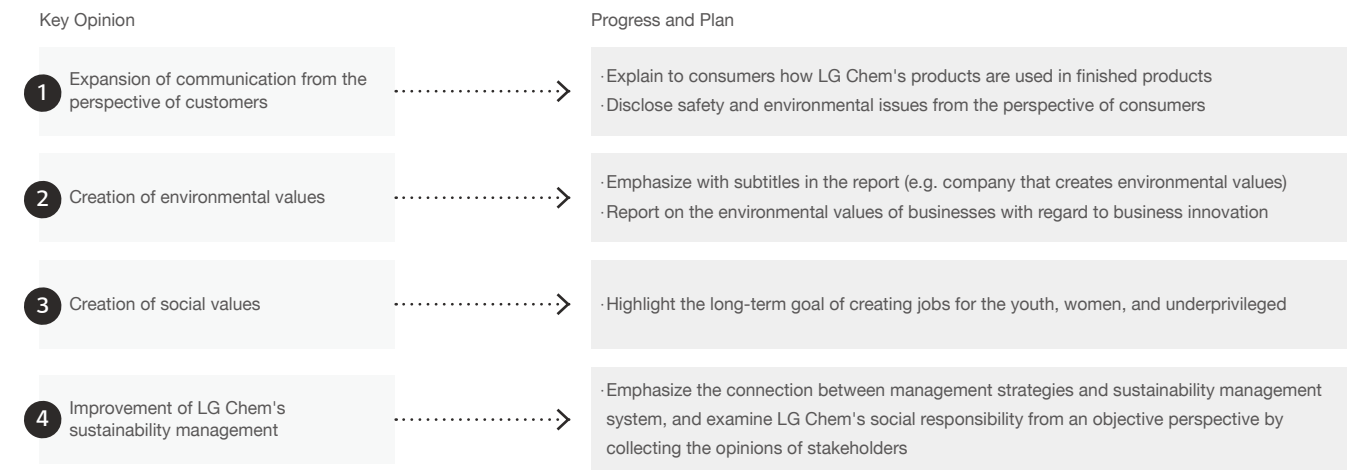 Key Opinion
Progress and Plan
1
Expansion of communication from the
perspective of customers
·Explain to consumers how LG Chem's products are used in finished products
·Disclose safety and environmental issues from the perspective of consumers
2
Creation of environmental values
·Emphasize with subtitles in the report (e.g. company that creates environmental values)
·Report on the environmental values of businesses with regard to business innovation
3
Creation of social values
·Highlight the long-term goal of creating jobs for the youth, women, and underprivileged
4
Improvement of LG Chem's
sustainability management
·Emphasize the connection between management strategies and sustainability management
system, and examine LG Chem's social responsibility from an objective perspective by
collecting the opinions of stakeholders